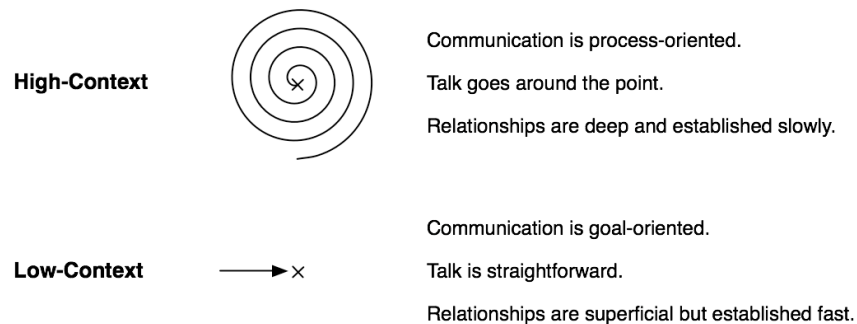 High-Context
Communication is process-oriented.
Talk goes around the point.
Relationships are deep and established slowly.
Low-Context
Communication is goal-oriented.
Talk is straightforward.
Relationships are superficial but established fast.